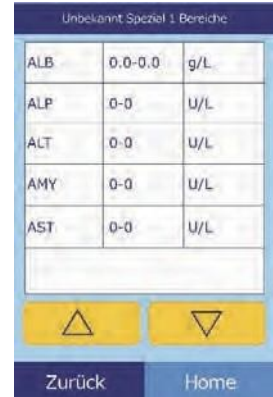 Unbekannt Spezial 1 Bereiche
ALB 0.0-0.0 g/L
ALP 0-0 U/L
ALT 0-0 U/L
AMY 0-0 U/L
AST 0-0 U/L
Zurück Home